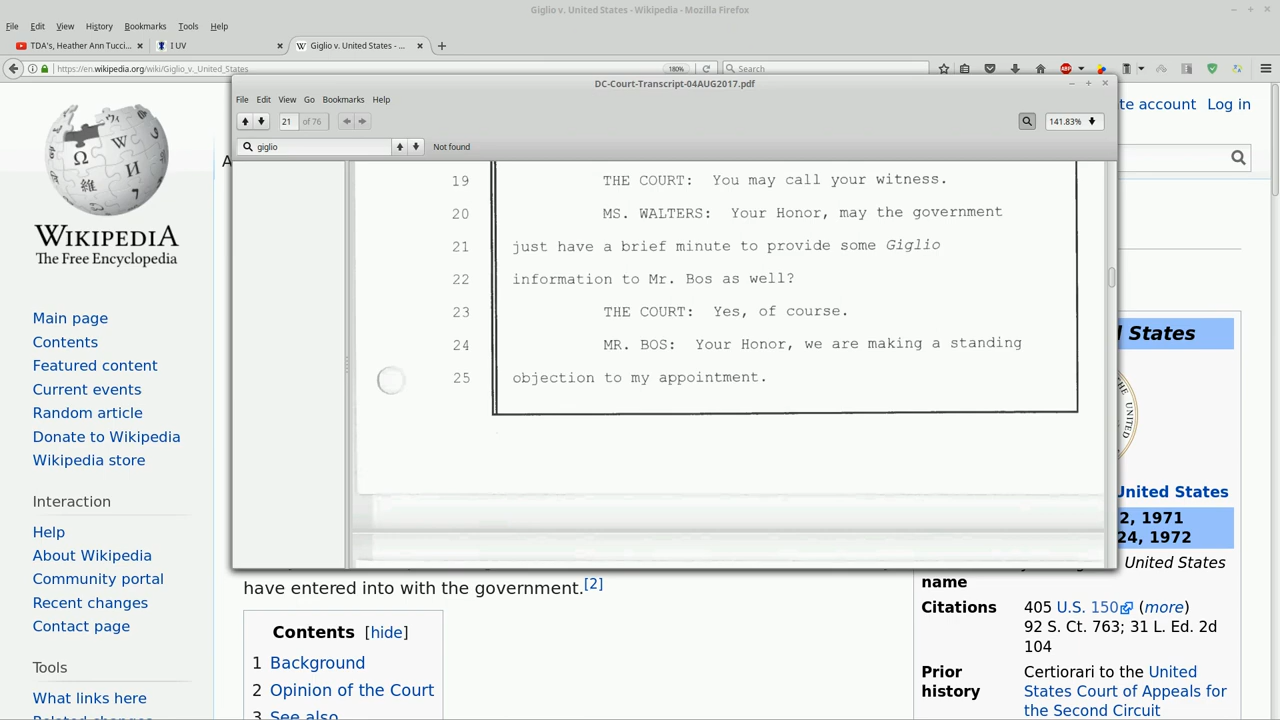 Giglio v. United States - Wikipedia - Mozilla Firefox
File Edit View History Bookmarks Tools Help
TDA's, Heather Ann Tucci... I UV Giglio v. United States - ...
https://en.wikipedia.org/wiki/Giglio_v._United_States 180% Search
DC-Court-Transcript-04AUG2017.pdf
File Edit View Go Bookmarks Help
21 of 76 141.83%
giglio Not found
te account Log in
A
WIKIPEDIA
The Free Encyclopedia
Main page
Contents
Featured content
Current events
Random article
Donate to Wikipedia
Wikipedia store
Interaction
Help
About Wikipedia
Community portal
Recent changes
Contact page
Tools
What links here
19 THE COURT: You may call your witness.
20 MS. WALTERS: Your Honor, may the government
21 just have a brief minute to provide some Giglio
22 information to Mr. Bos as well?
23 THE COURT: Yes, of course.
24 MR. BOS: Your Honor, we are making a standing
25 objection to my appointment.
l States
THE UNITED
United States
2, 1971
24, 1972
United States
name
Citations 405 U.S. 150 (more)
92 S. Ct. 763; 31 L. Ed. 2d
104
Prior history Certiorari to the United
States Court of Appeals for
the Second Circuit
have entered into with the government.[2]
Contents [hide]
1 Background
2 Opinion of the Court
3 See also